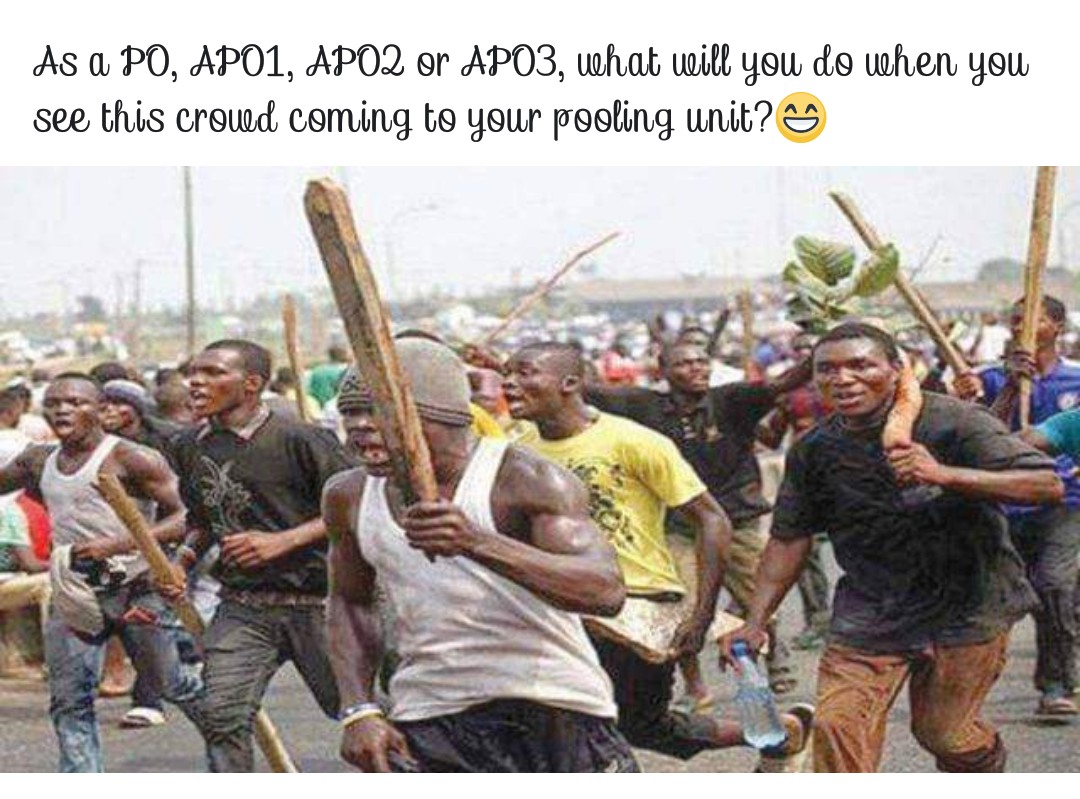 As a PO, APO1, APO2 or APO3, what will you do when you
see this crowd coming to your pooling unit?😄